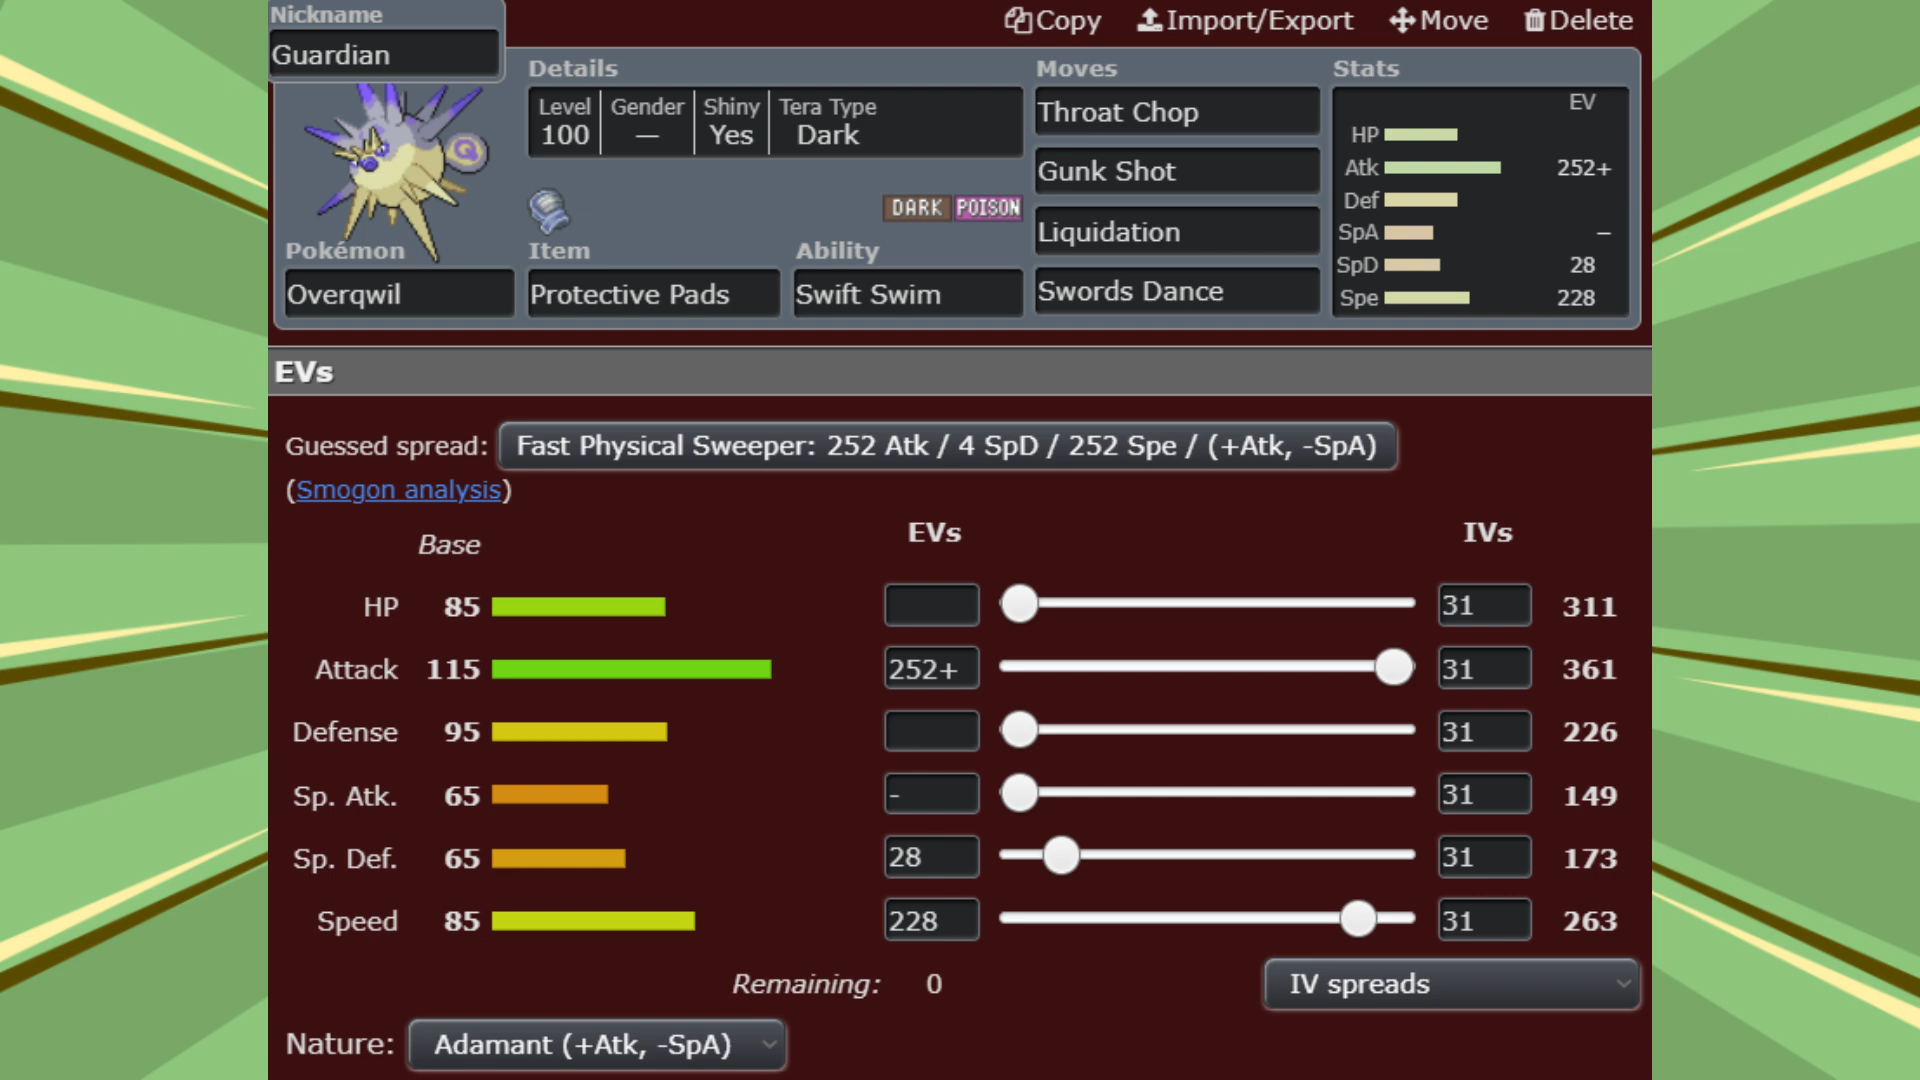 Nickname
Guardian
Copy Import/Export Move Delete
Details
Level Gender Shiny Tera Type
100 — Yes Dark
DARK POISON
Pokémon Item Ability
Overqwil Protective Pads Swift Swim
Moves
Throat Chop
Gunk Shot
Liquidation
Swords Dance
Stats
EV
HP
Atk 252+
Def
SpA –
SpD 28
Spe 228
EVs
Guessed spread: Fast Physical Sweeper: 252 Atk / 4 SpD / 252 Spe / (+Atk, -SpA)
(Smogon analysis)
Base EVs IVs
HP 85 31 311
Attack 115 252+ 31 361
Defense 95 31 226
Sp. Atk. 65 - 31 149
Sp. Def. 65 28 31 173
Speed 85 228 31 263
Remaining: 0 IV spreads
Nature: Adamant (+Atk, -SpA)